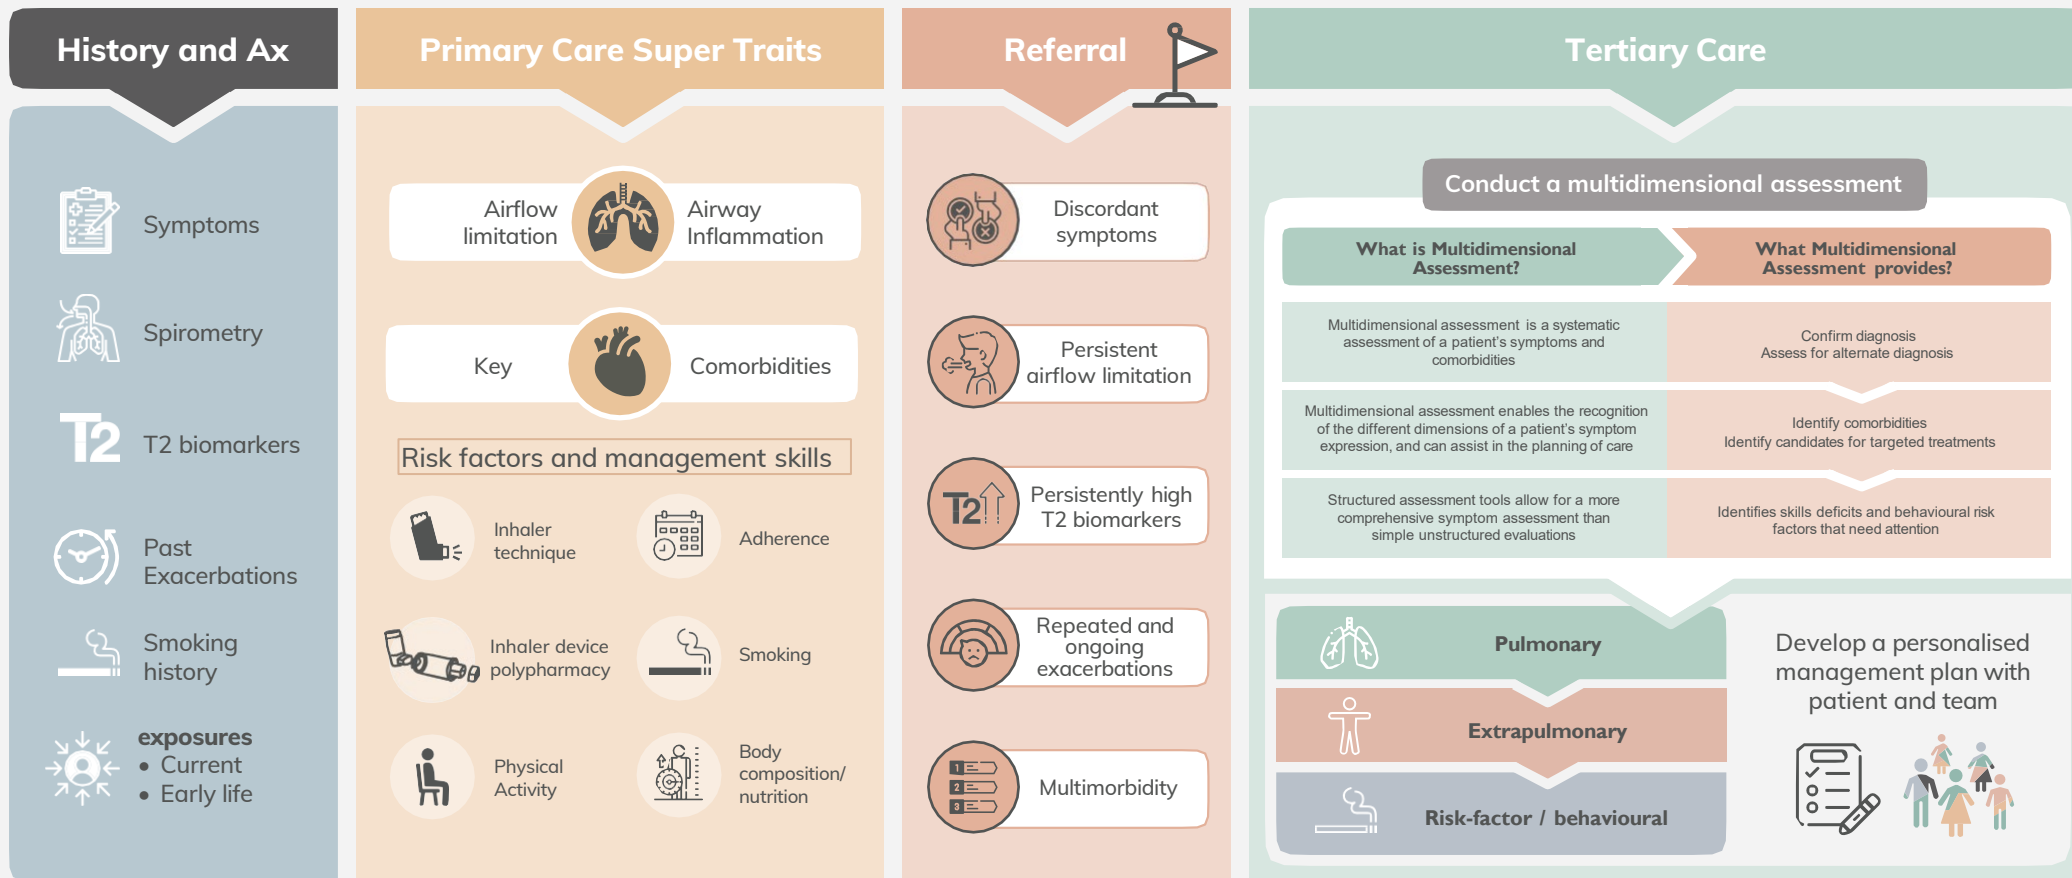 History and Ax
Symptoms
Spirometry
T2
T2 biomarkers
Past
Exacerbations
Smoking
history
exposures
• Current
• Early life
Primary Care Super Traits
Airflow
limitation
Airway
Inflammation
Key
Comorbidities
Risk factors and management skills
Inhaler
technique
Adherence
Inhaler device
polypharmacy
Smoking
Physical
Activity
Body
composition/
nutrition
Referral
Discordant
symptoms
Persistent
airflow limitation
T2
Persistently high
T2 biomarkers
Repeated and
ongoing
exacerbations
1
2
3
Multimorbidity
Tertiary Care
Conduct a multidimensional assessment
What is Multidimensional
Assessment?
What Multidimensional
Assessment provides?
Multidimensional assessment is a systematic
assessment of a patient's symptoms and
comorbidities
Confirm diagnosis
Assess for alternate diagnosis
Multidimensional assessment enables the recognition
of the different dimensions of a patient's symptom
expression, and can assist in the planning of care
Identify comorbidities
Identify candidates for targeted treatments
Structured assessment tools allow for a more
comprehensive symptom assessment than
simple unstructured evaluations
Identifies skills deficits and behavioural risk
factors that need attention
Pulmonary
Extrapulmonary
Risk-factor / behavioural
Develop a personalised
management plan with
patient and team